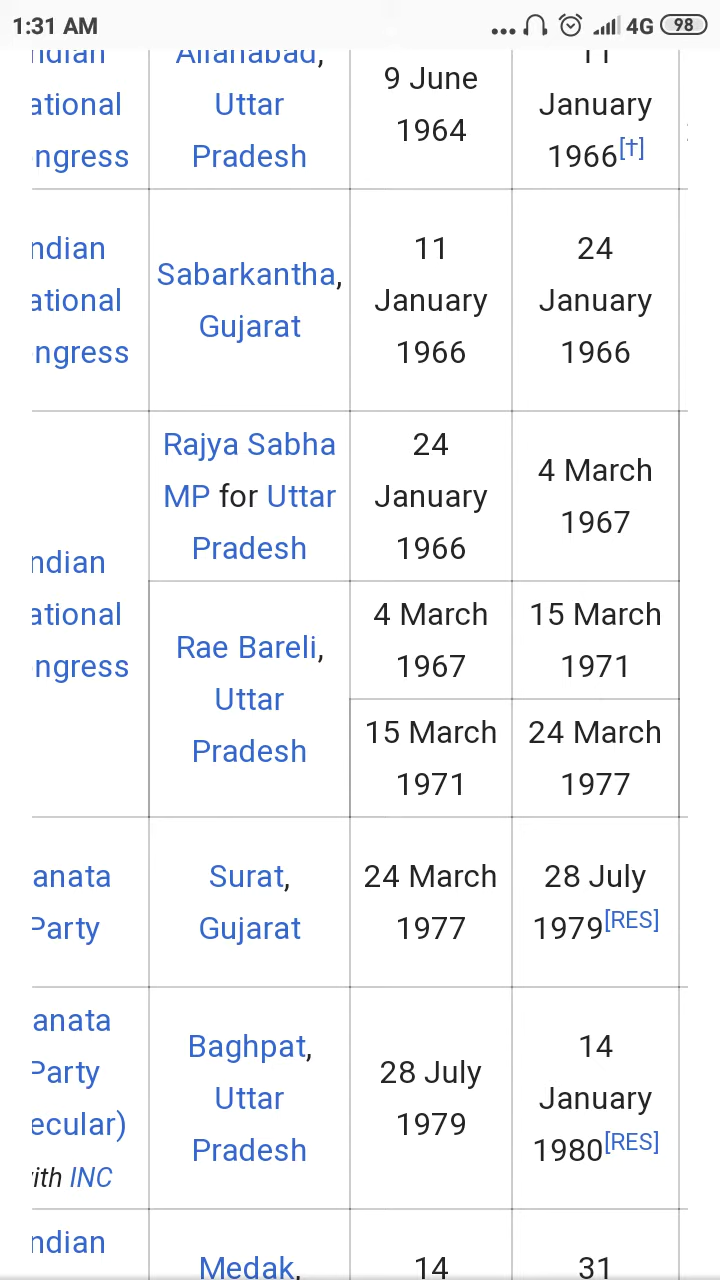 1:31 AM
4G 98
ndian
ational
ngress
Allahabad,
Uttar
Pradesh
9 June
1964
11
January
1966[†]
ndian
ational
ngress
Sabarkantha,
Gujarat
11
January
1966
24
January
1966
ndian
ational
ngress
Rajya Sabha
MP for Uttar
Pradesh
24
January
1966
4 March
1967
Rae Bareli,
Uttar
Pradesh
4 March
1967
15 March
1971
15 March
1971
24 March
1977
anata
Party
Surat,
Gujarat
24 March
1977
28 July
1979[RES]
anata
Party
ecular)
ith INC
Baghpat,
Uttar
Pradesh
28 July
1979
14
January
1980[RES]
ndian
Medak,
14
31